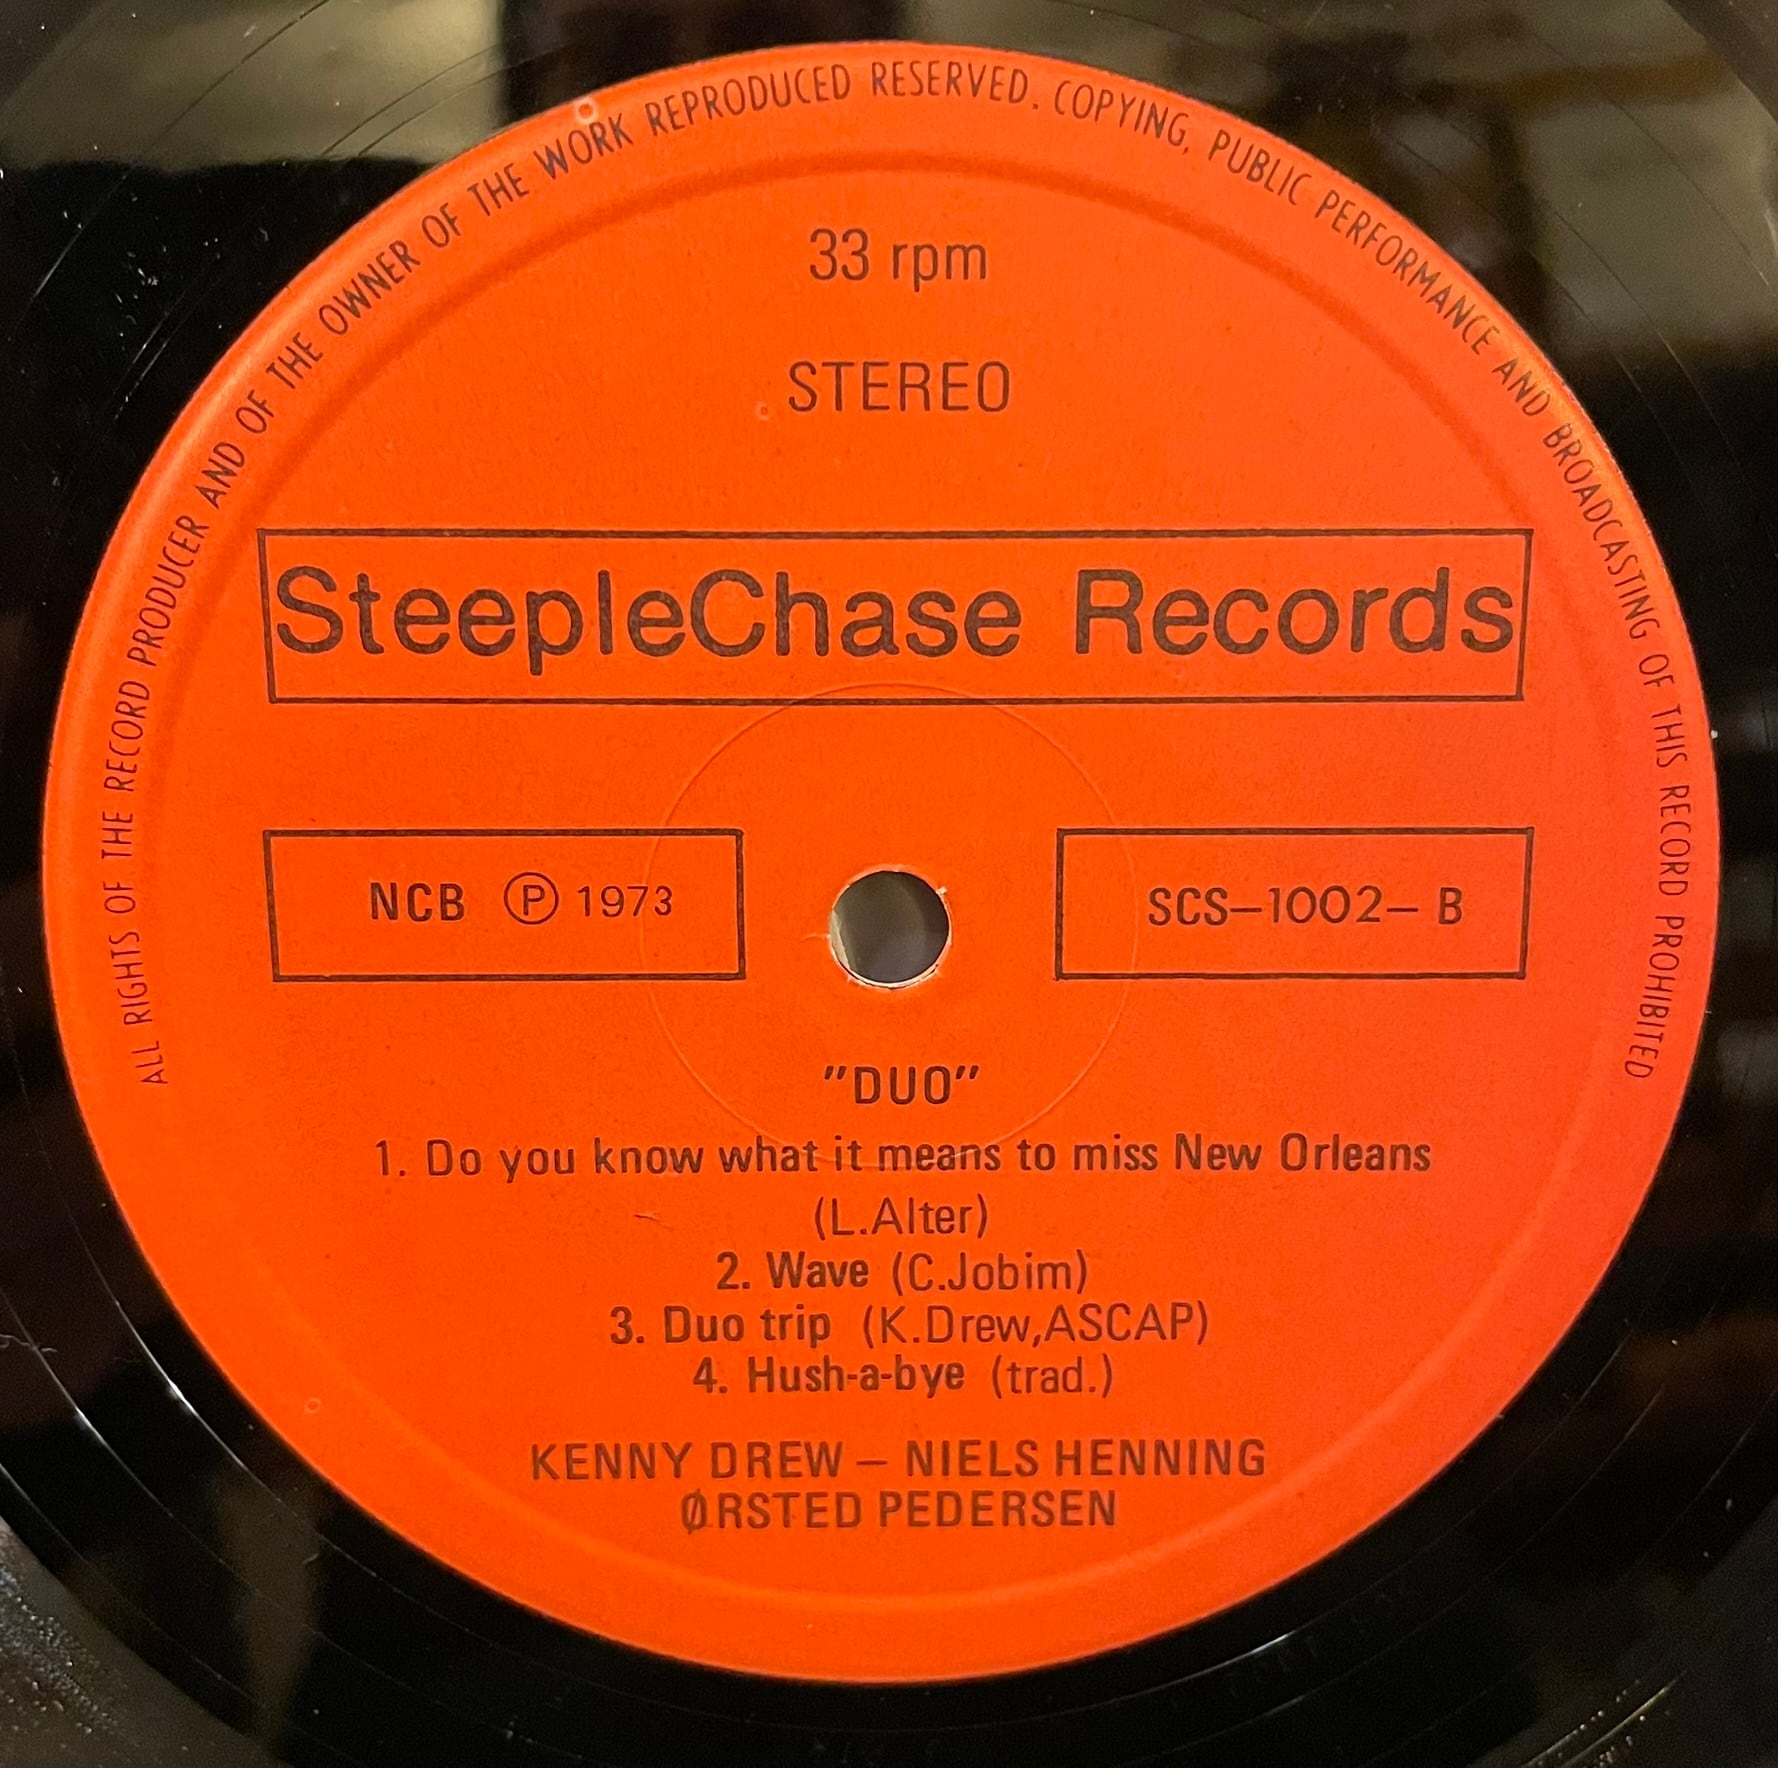 ALL RIGHTS OF THE RECORD PRODUCER AND OF THE OWNER OF THE WORK REPRODUCED RESERVED. COPYING, PUBLIC PERFORMANCE AND BROADCASTING OF THIS RECORD PROHIBITED
33 rpm
STEREO
SteepleChase Records
NCB Ⓟ 1973
SCS-1002- B
"DUO"
1. Do you know what it means to miss New Orleans
(L.Alter)
2. Wave (C.Jobim)
3. Duo trip (K.Drew,ASCAP)
4. Hush-a-bye (trad.)
KENNY DREW – NIELS HENNING
ØRSTED PEDERSEN